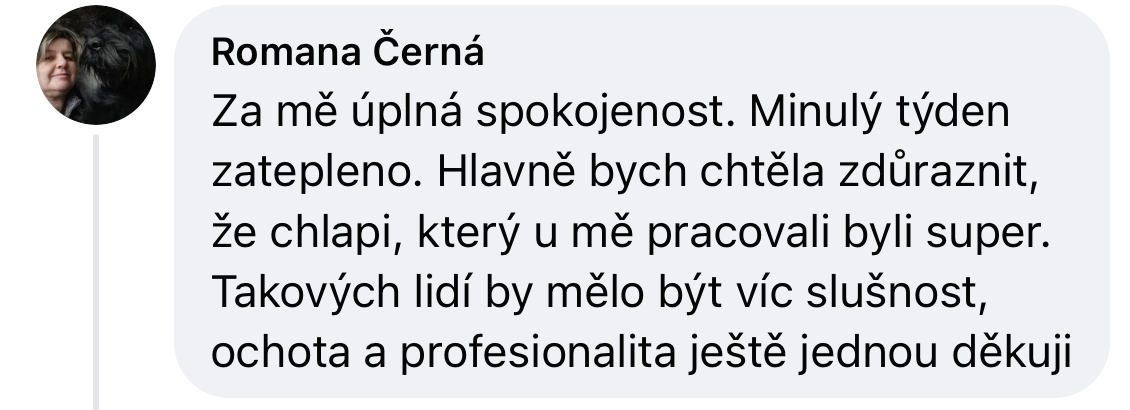 Romana Černá
Za mě úplná spokojenost. Minulý týden
zatepleno. Hlavně bych chtěla zdůraznit,
že chlapi, který u mě pracovali byli super.
Takových lidí by mělo být víc slušnost,
ochota a profesionalita ještě jednou děkuji